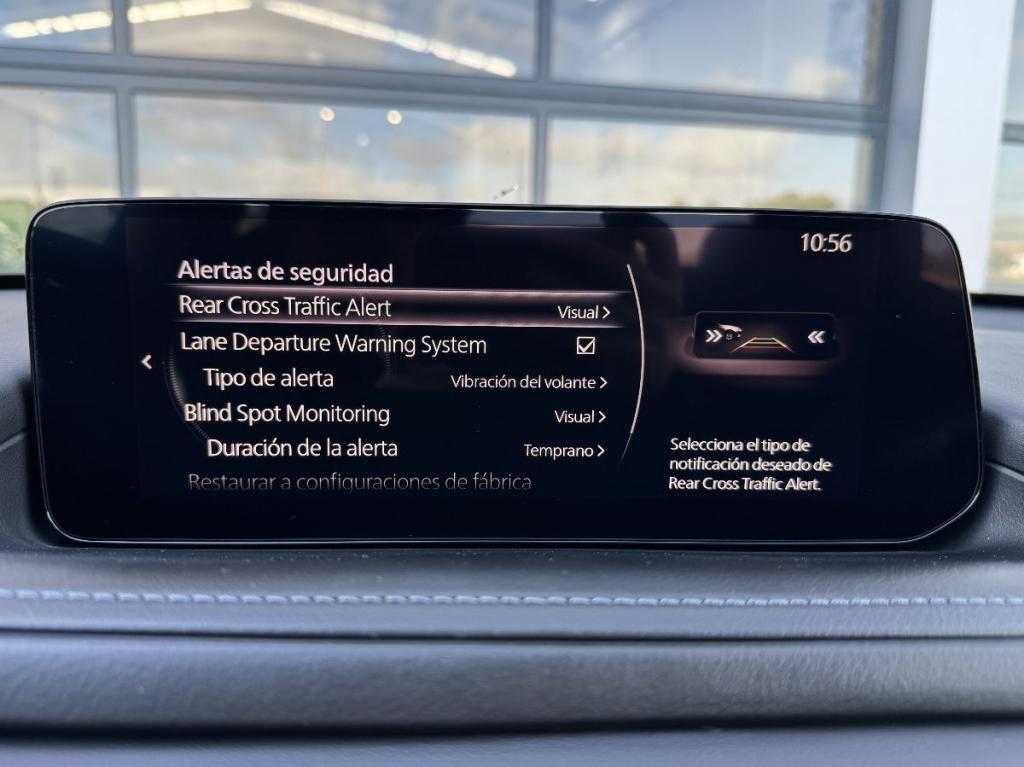 10:56
Alertas de seguridad
Rear Cross Traffic Alert Visual >
Lane Departure Warning System
Tipo de alerta Vibración del volante >
Blind Spot Monitoring Visual >
Duración de la alerta Temprano >
Restaurar a configuraciones de fábrica
Selecciona el tipo de
notificación deseado de
Rear Cross Traffic Alert.